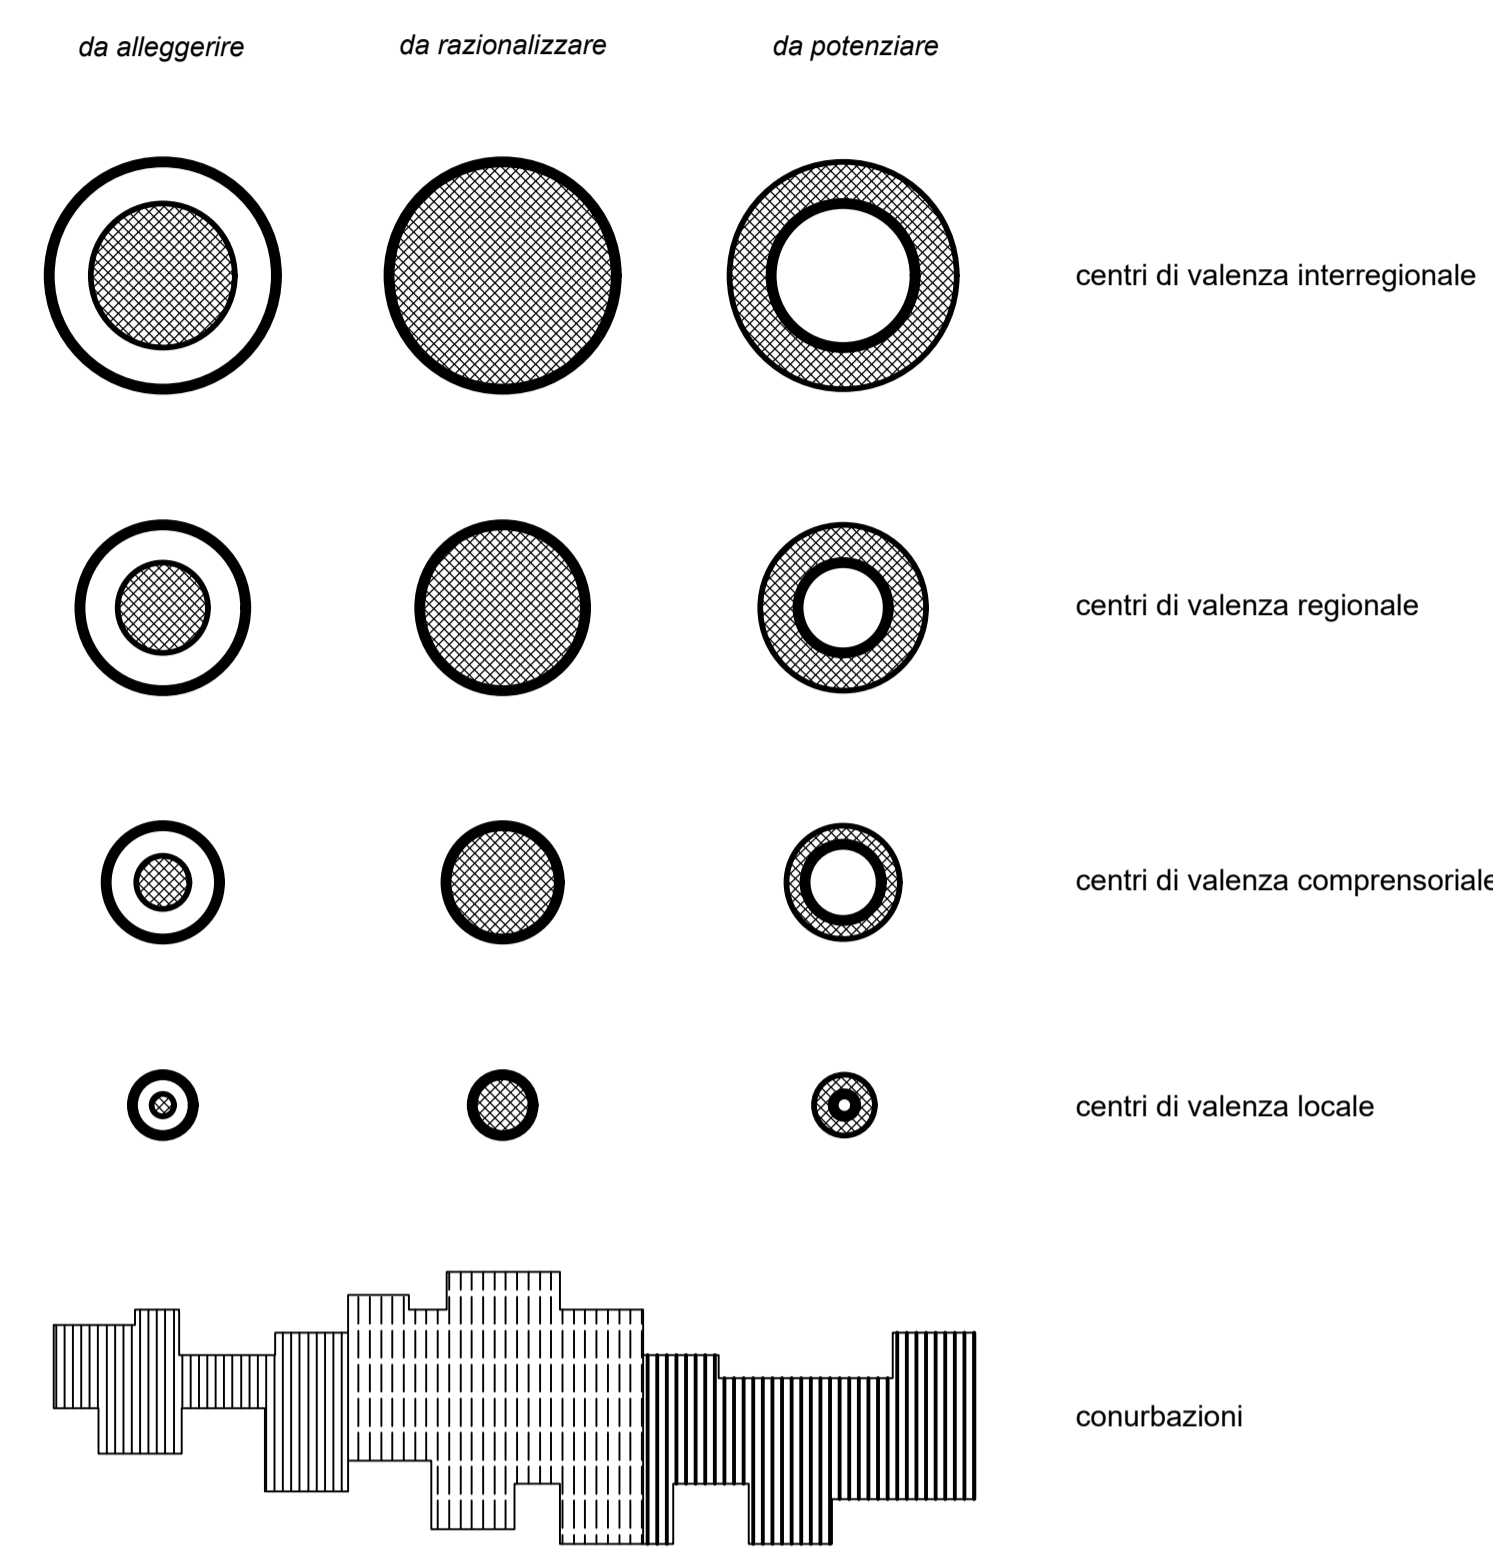 da alleggerire da razionalizzare da potenziare
centri di valenza interregionale
centri di valenza regionale
centri di valenza comprensoriale
centri di valenza locale
conurbazioni